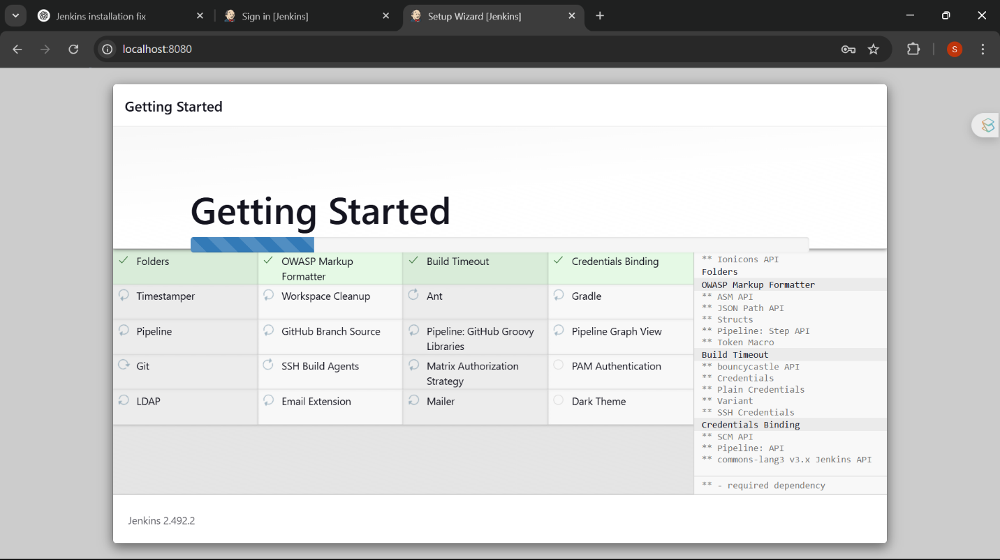 Jenkins installation fix
Sign in [Jenkins]
Setup Wizard [Jenkins]
localhost:8080
S
Getting Started
Getting Started
Folders
OWASP Markup
Formatter
Build Timeout
Credentials Binding
Timestamper
Workspace Cleanup
Ant
Gradle
Pipeline
GitHub Branch Source
Pipeline: GitHub Groovy
Libraries
Pipeline Graph View
Git
SSH Build Agents
Matrix Authorization
Strategy
PAM Authentication
LDAP
Email Extension
Mailer
Dark Theme
** Ionicons API
Folders
OWASP Markup Formatter
** ASM API
** JSON Path API
** Structs
** Pipeline: Step API
** Token Macro
Build Timeout
** bouncycastle API
** Credentials
** Plain Credentials
** Variant
** SSH Credentials
Credentials Binding
** SCM API
** Pipeline: API
** commons-lang3 v3.x Jenkins API
** - required dependency
Jenkins 2.492.2